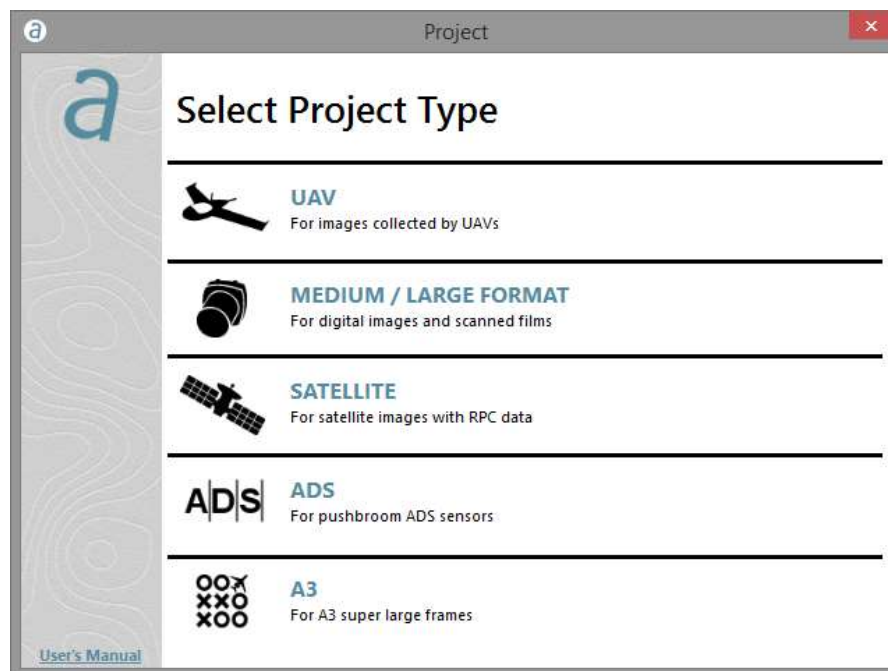 a
Project
×
a
Select Project Type
UAV
For images collected by UAVs
MEDIUM / LARGE FORMAT
For digital images and scanned films
SATELLITE
For satellite images with RPC data
A|D|S|
ADS
For pushbroom ADS sensors
A3
For A3 super large frames
User's Manual